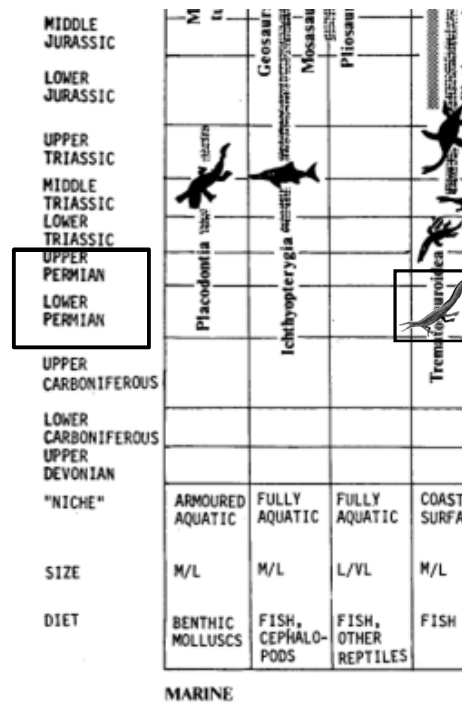 MIDDLE
JURASSIC
Geosaur
Mosasau
Pliosau
LOWER
JURASSIC
UPPER
TRIASSIC
MIDDLE
TRIASSIC
LOWER
TRIASSIC
UPPER
PERMIAN
LOWER
PERMIAN
Placodontia
Ichthyopterygia
UPPER
CARBONIFEROUS
LOWER
CARBONIFEROUS
UPPER
DEVONIAN
"NICHE" ARMOURED FULLY FULLY COAST
AQUATIC AQUATIC AQUATIC SURFA
SIZE M/L M/L L/VL M/L
DIET BENTHIC FISH, FISH, FISH
MOLLUSCS CEPHALO- OTHER
PODS REPTILES
MARINE